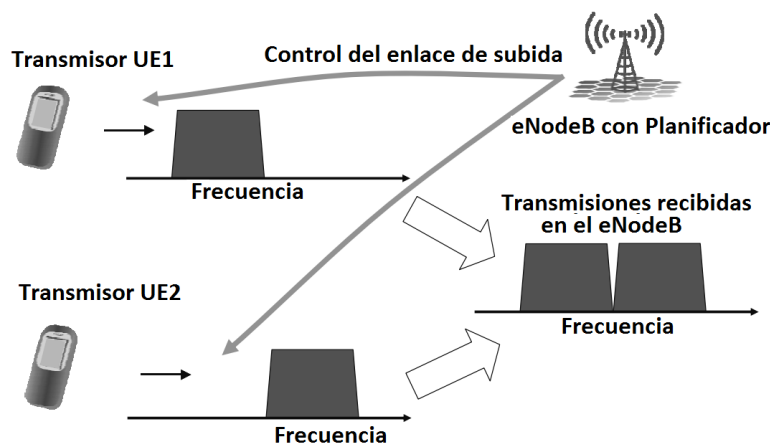 Control del enlace de subida
Transmisor UE1
eNodeB con Planificador
Frecuencia
Transmisiones recibidas
en el eNodeB
Transmisor UE2
Frecuencia
Frecuencia